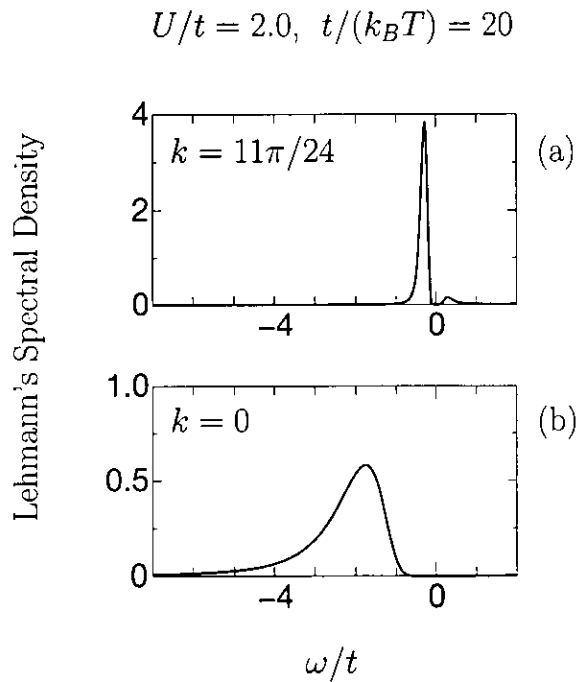 U/t = 2.0, t/(k_BT) = 20
Lehmann's Spectral Density
4
k = 11π/24
(a)
2
0
−4
0
1.0
k = 0
(b)
0.5
0
−4
0
ω/t